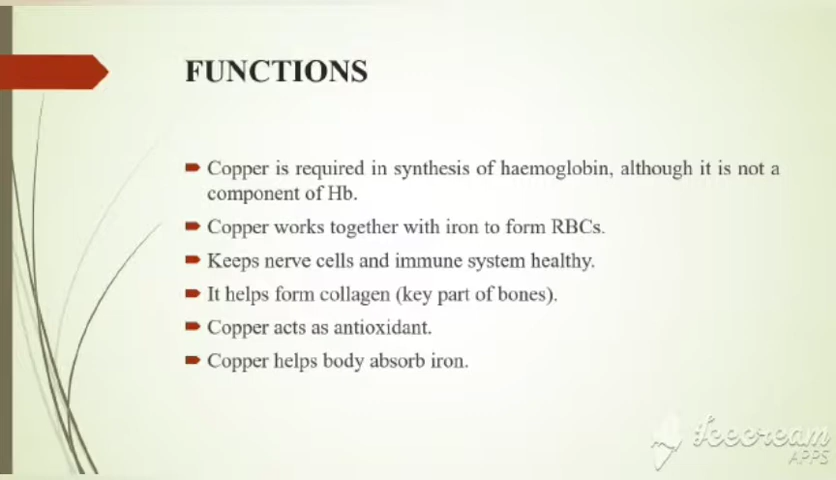 FUNCTIONS
Copper is required in synthesis of haemoglobin, although it is not a
component of Hb.
Copper works together with iron to form RBCs.
Keeps nerve cells and immune system healthy.
It helps form collagen (key part of bones).
Copper acts as antioxidant.
Copper helps body absorb iron.
Icecream
APPS